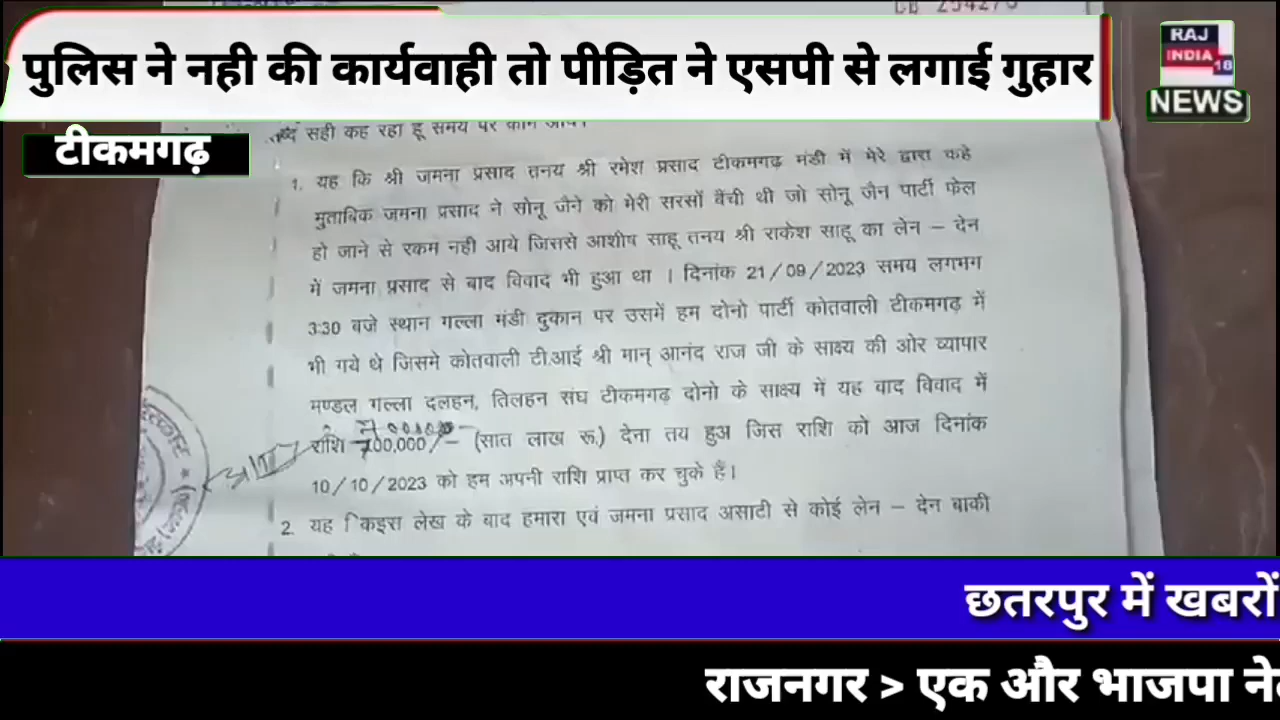 पुलिस ने नही की कार्यवाही तो पीड़ित ने एसपी से लगाई गुहार
RAJ
INDIA 18
NEWS
टीकमगढ़
सही कह रहा हू समय पर काम आये।
1. यह कि श्री जमना प्रसाद तनय श्री रमेश प्रसाद टीकमगढ़ मंडी में मेरे द्वारा कहे
मुताबिक जमना प्रसाद ने सोनू जैने को मेरी सरसों बैंची थी जो सोनू जैन पार्टी फेल
हो जाने से रकम नही आये जिससे आशीष साहू तनय श्री राकेश साहू का लेन – देन
में जमना प्रसाद से बाद विवाद भी हुआ था । दिनांक 21/09/2023 समय लगभग
3:30 बजे स्थान गल्ला मंडी दुकान पर उसमें हम दोनो पार्टी कोतवाली टीकमगढ़ में
भी गये थे जिसमे कोतवाली टी.आई श्री मान् आनंद राज जी के साक्ष्य की ओर व्यापार
मण्डल गल्ला दलहन, तिलहन संघ टीकमगढ़ दोनो के साक्ष्य में यह वाद विवाद में
राशि 700,000/– (सात लाख रू.) देना तय हुअ जिस राशि को आज दिनांक
10/10/2023 को हम अपनी राशि प्राप्त कर चुके हैं।
2. यह िकइस लेख के बाद हमारा एवं जमना प्रसाद असाटी से कोई लेन – देन बाकी
छतरपुर में खबरों
राजनगर > एक और भाजपा